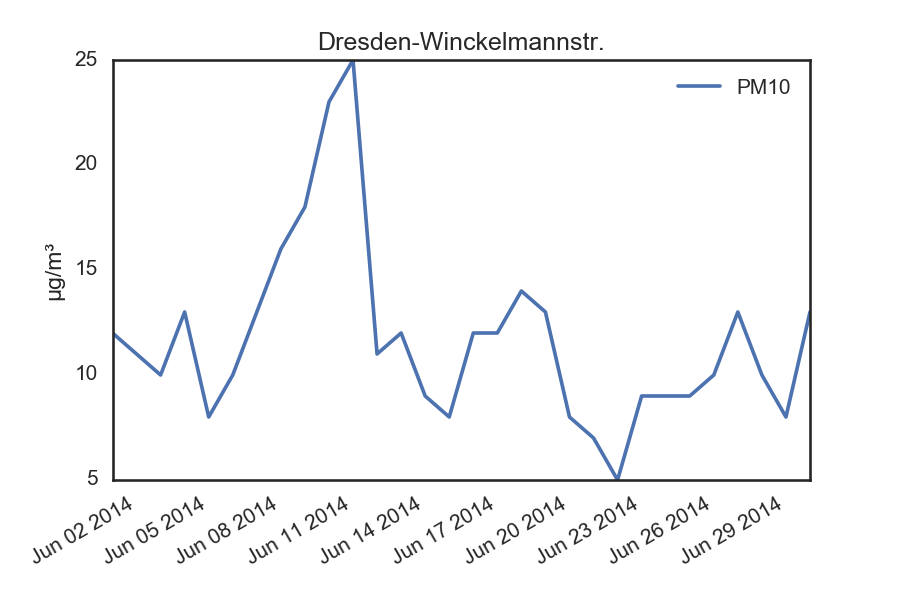 Dresden-Winckelmannstr.
PM10
25
20
15
10
5
µg/m³
Jun 02 2014
Jun 05 2014
Jun 08 2014
Jun 11 2014
Jun 14 2014
Jun 17 2014
Jun 20 2014
Jun 23 2014
Jun 26 2014
Jun 29 2014